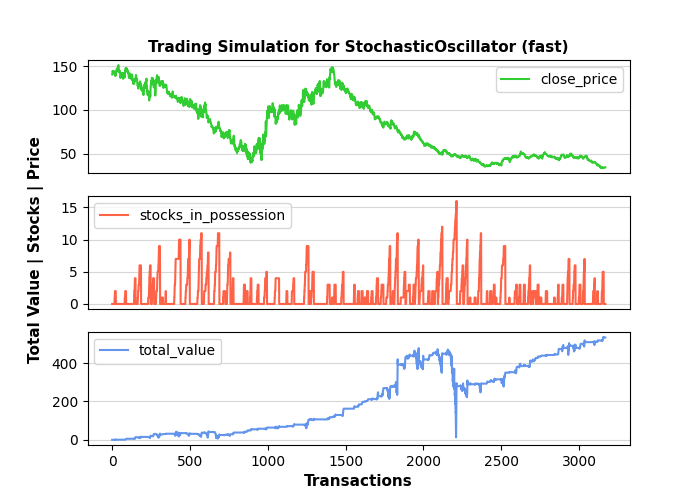 Trading Simulation for StochasticOscillator (fast)
Total Value | Stocks | Price
150
100
50
close_price
15
10
5
0
stocks_in_possession
400
200
0
total_value
0 500 1000 1500 2000 2500 3000
Transactions